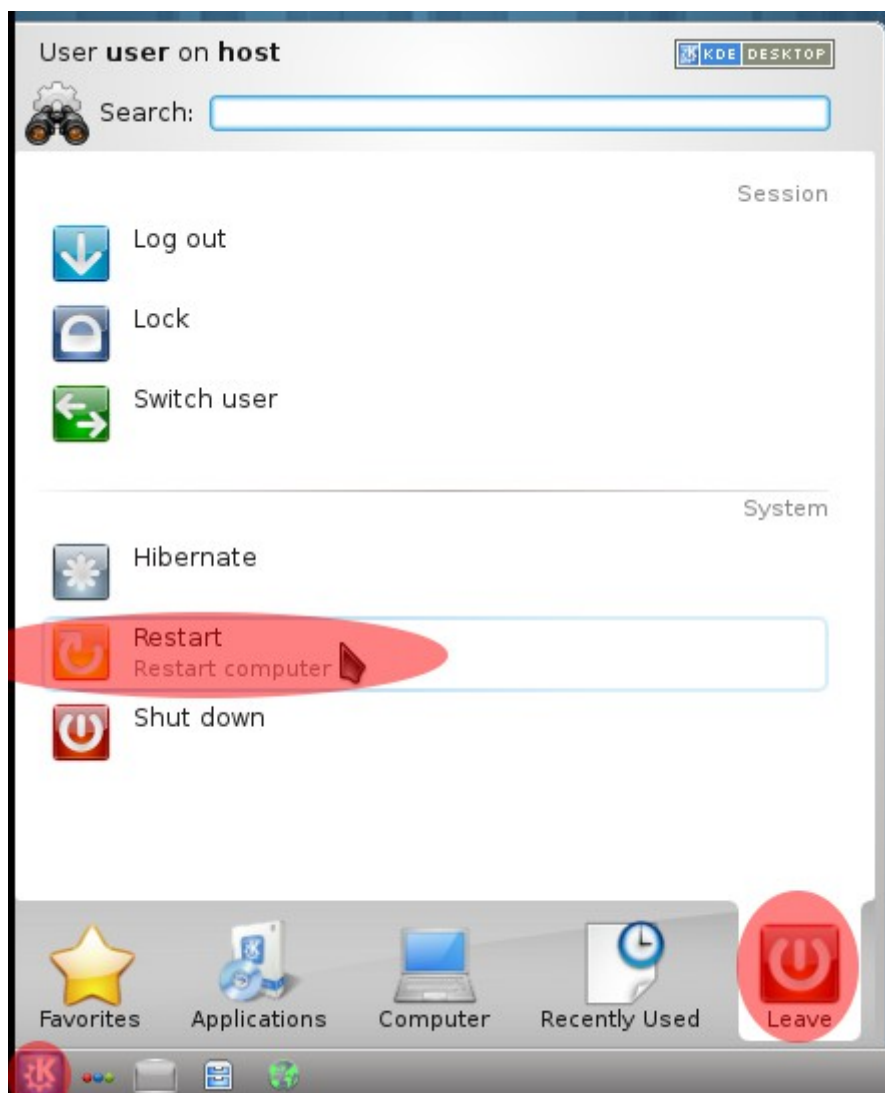 User user on host
KDE DESKTOP
Search:
Session
Log out
Lock
Switch user
System
Hibernate
Restart
Restart computer
Shut down
Favorites
Applications
Computer
Recently Used
Leave